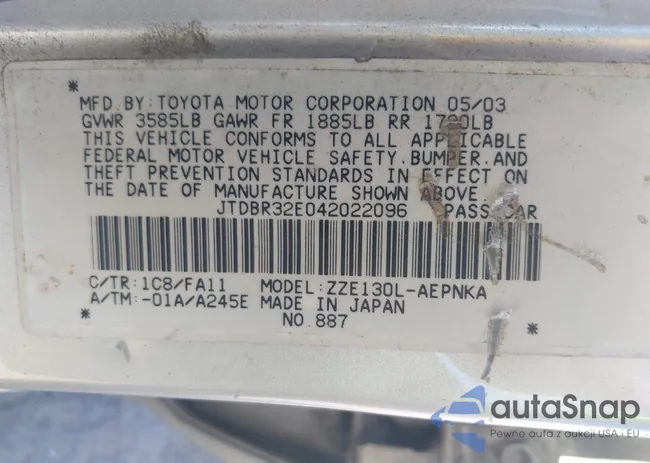 MFD.BY:TOYOTA MOTOR CORPORATION 05/03
GVWR 3585LB GAWR FR 1885LB RR 1700LB
THIS VEHICLE CONFORMS TO ALL APPLICABLE
FEDERAL MOTOR VEHICLE SAFETY,BUMPER,AND
THEFT PREVENTION STANDARDS IN EFFECT ON
THE DATE OF MANUFACTURE SHOWN ABOVE.
JTDBR32E042022096 PASS.CAR
C/TR:1C8/FA11 MODEL:ZZE130L-AEPNKA
A/TM:-01A/A245E MADE IN JAPAN
NO.887
autaSnap
Pewne auta z aukcji USA i EU